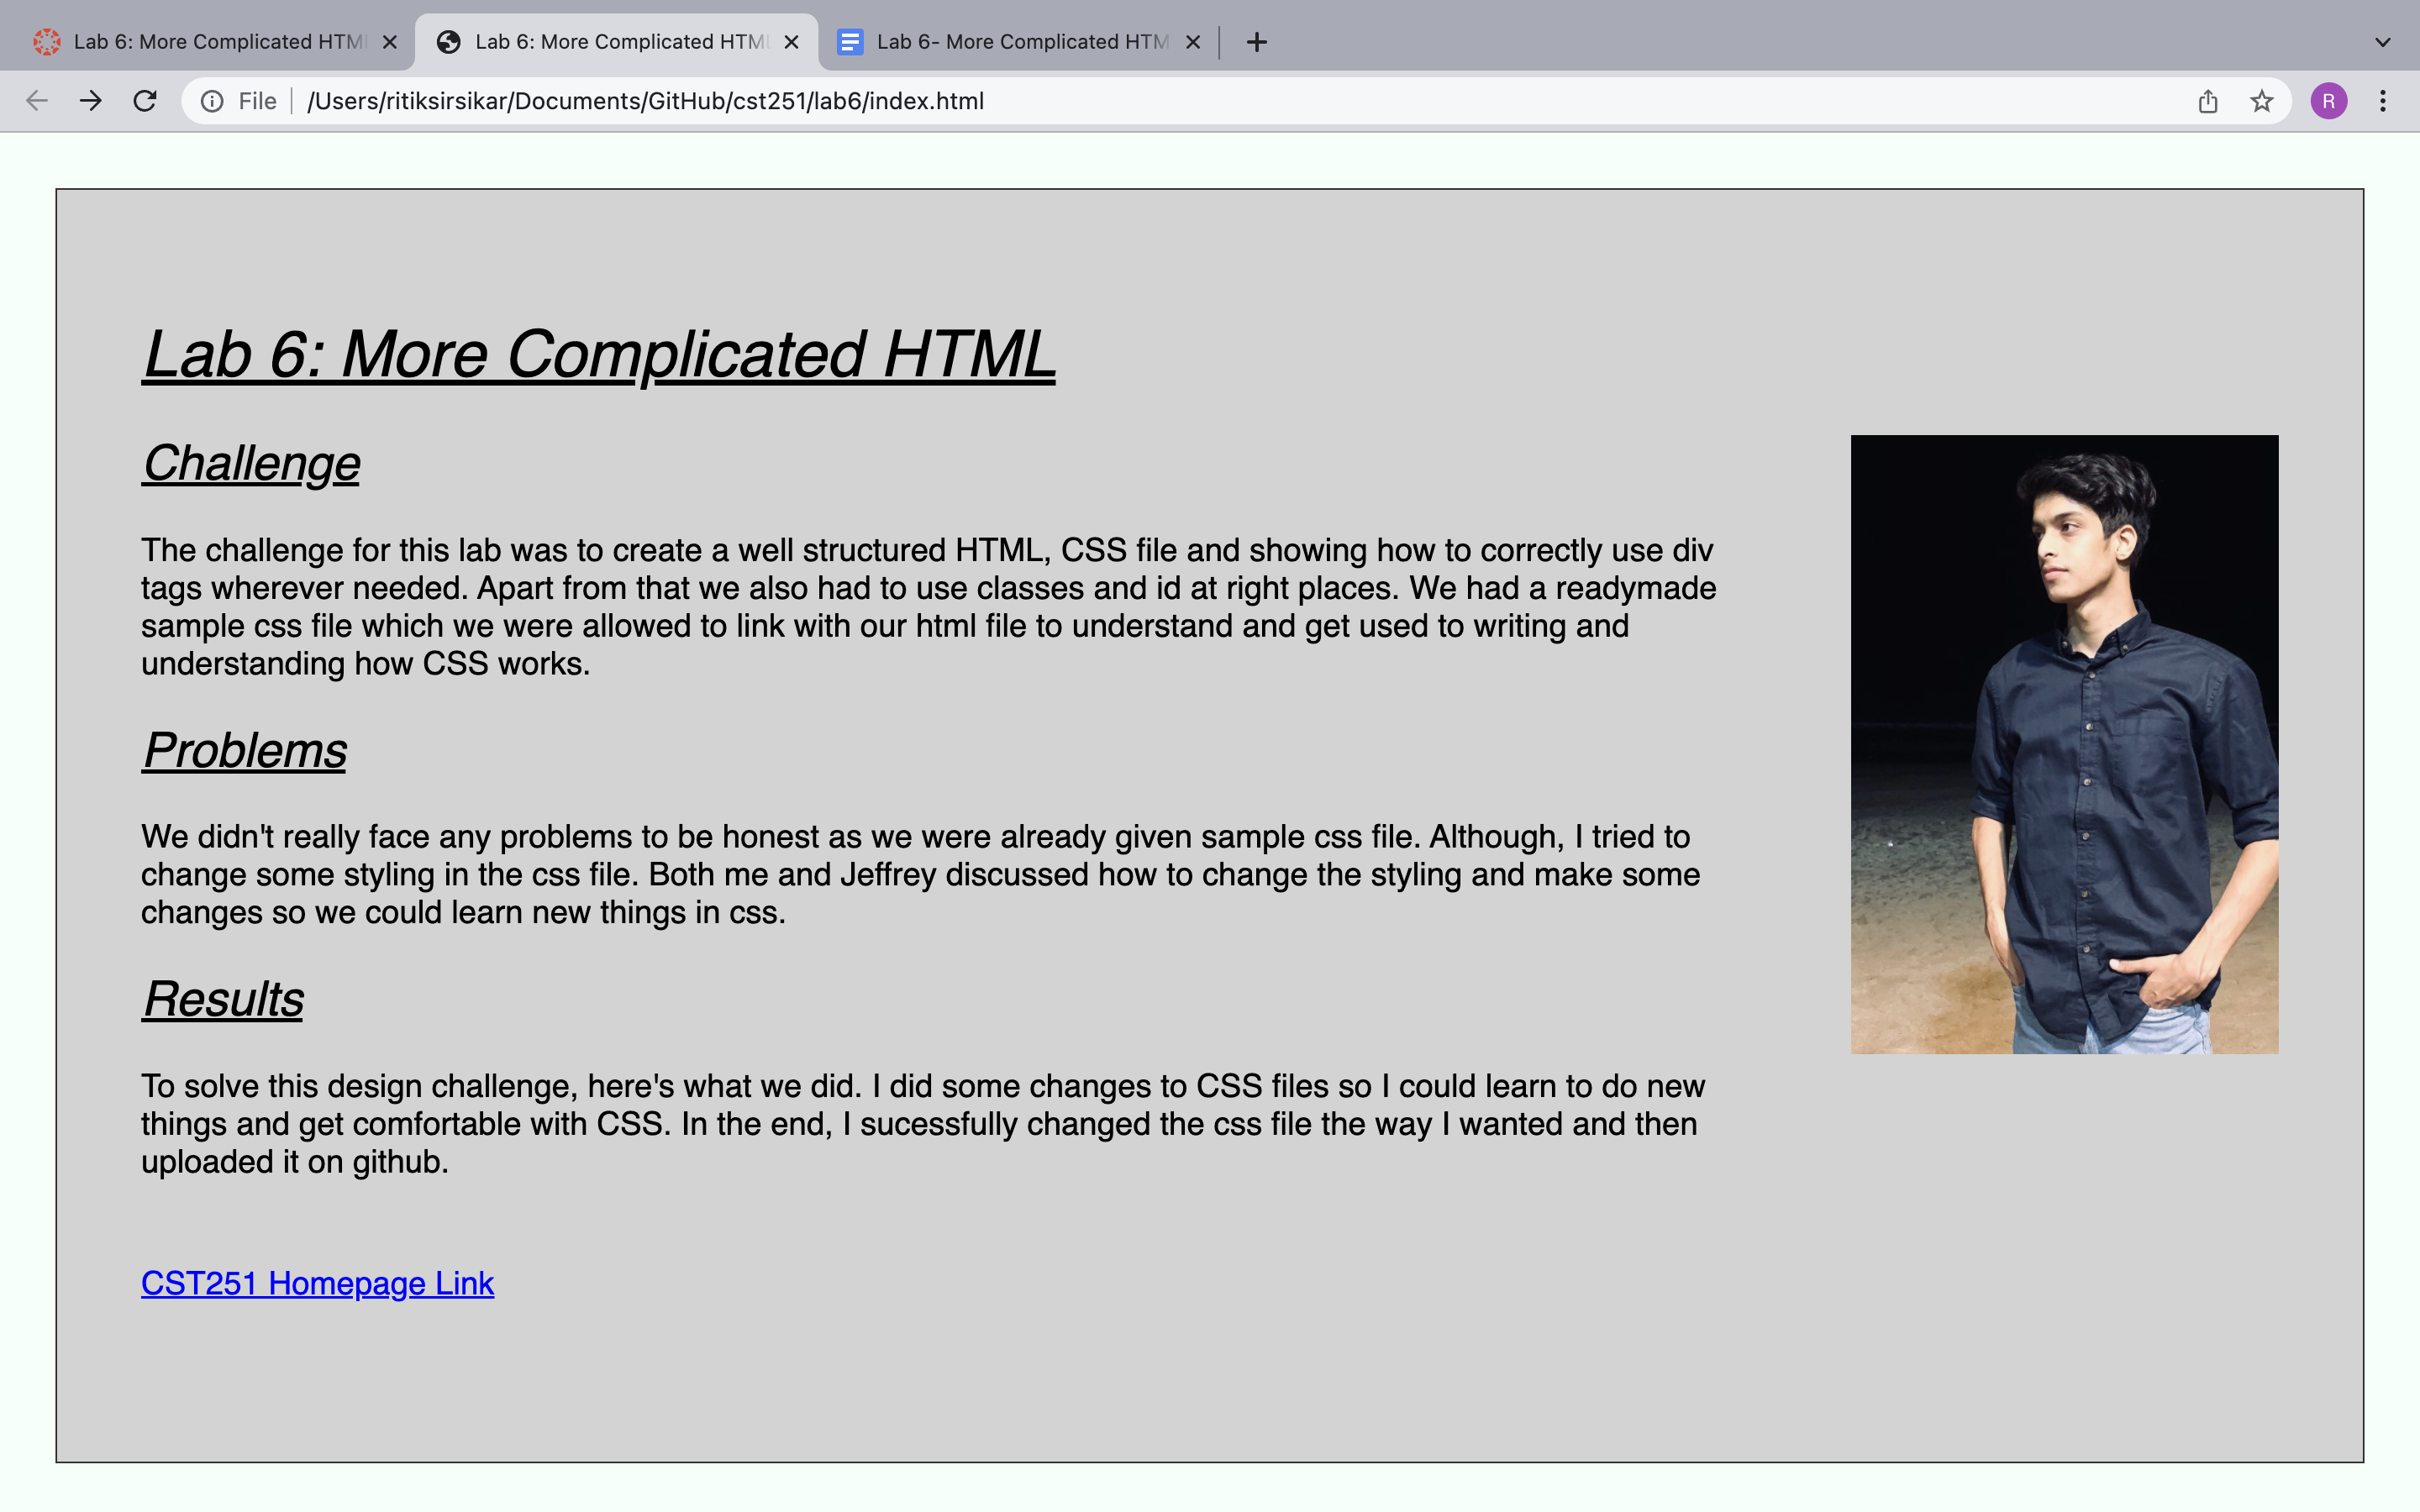 Lab 6: More Complicated HTML
Lab 6: More Complicated HTML
Lab 6- More Complicated HTM
File
/Users/ritiksirsikar/Documents/GitHub/cst251/lab6/index.html
R
Lab 6: More Complicated HTML
Challenge
The challenge for this lab was to create a well structured HTML, CSS file and showing how to correctly use div
tags wherever needed. Apart from that we also had to use classes and id at right places. We had a readymade
sample css file which we were allowed to link with our html file to understand and get used to writing and
understanding how CSS works.
Problems
We didn't really face any problems to be honest as we were already given sample css file. Although, I tried to
change some styling in the css file. Both me and Jeffrey discussed how to change the styling and make some
changes so we could learn new things in css.
Results
To solve this design challenge, here's what we did. I did some changes to CSS files so I could learn to do new
things and get comfortable with CSS. In the end, I sucessfully changed the css file the way I wanted and then
uploaded it on github.
CST251 Homepage Link